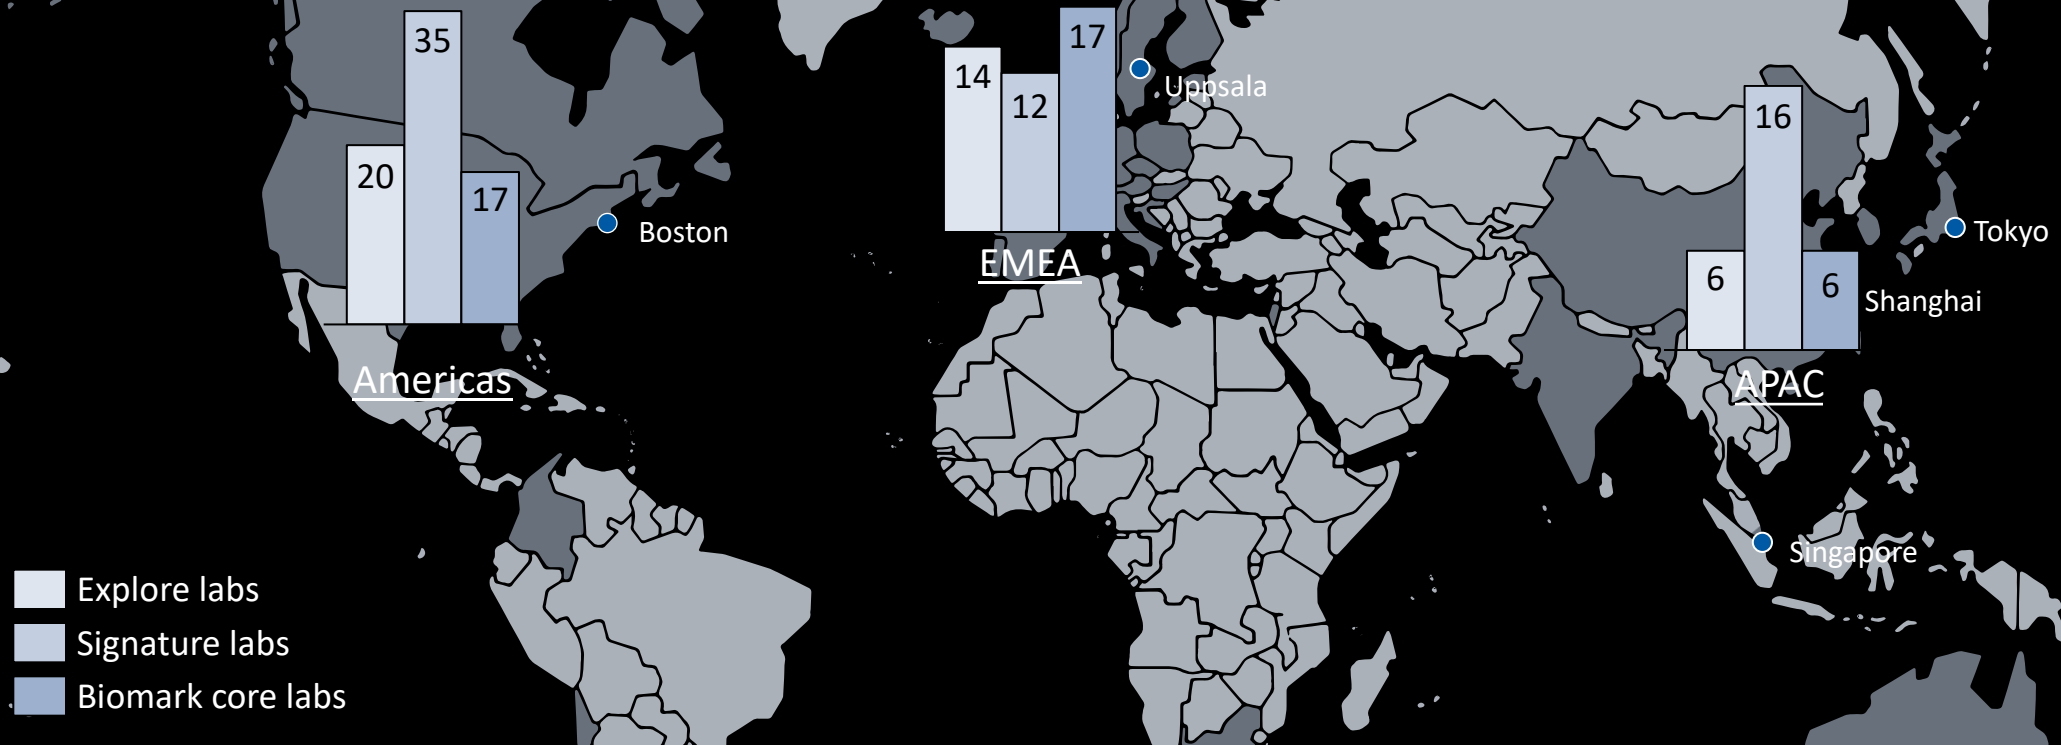 35
20
17
Boston
Americas
14
12
17
Uppsala
EMEA
16
6
6
Tokyo
Shanghai
APAC
Singapore
Explore labs
Signature labs
Biomark core labs